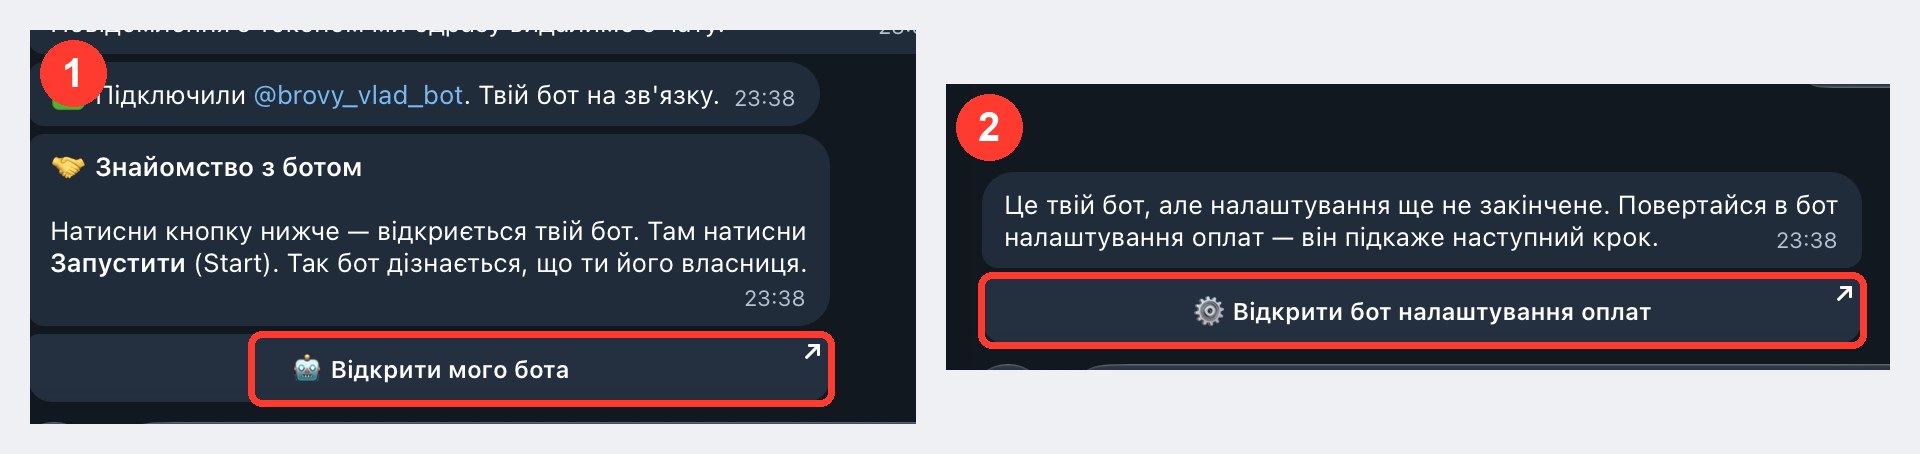 1
Підключили @brovy_vlad_bot. Твій бот на зв'язку. 23:38
🤝 Знайомство з ботом
Натисни кнопку нижче — відкриється твій бот. Там натисни
Запустити (Start). Так бот дізнається, що ти його власниця.
23:38
🤖 Відкрити мого бота
2
Це твій бот, але налаштування ще не закінчене. Повертайся в бот
налаштування оплат — він підкаже наступний крок. 23:38
⚙️ Відкрити бот налаштування оплат